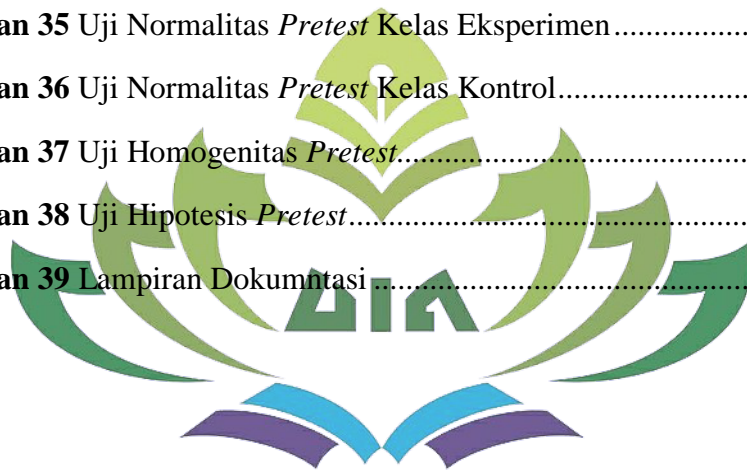 an 35 Uji Normalitas Pretest Kelas Eksperimen....................
an 36 Uji Normalitas Pretest Kelas Kontrol.............................
an 37 Uji Homogenitas Pretest.....................................................
an 38 Uji Hipotesis Pretest............................................................
an 39 Lampiran Dokumntasi.........................................................